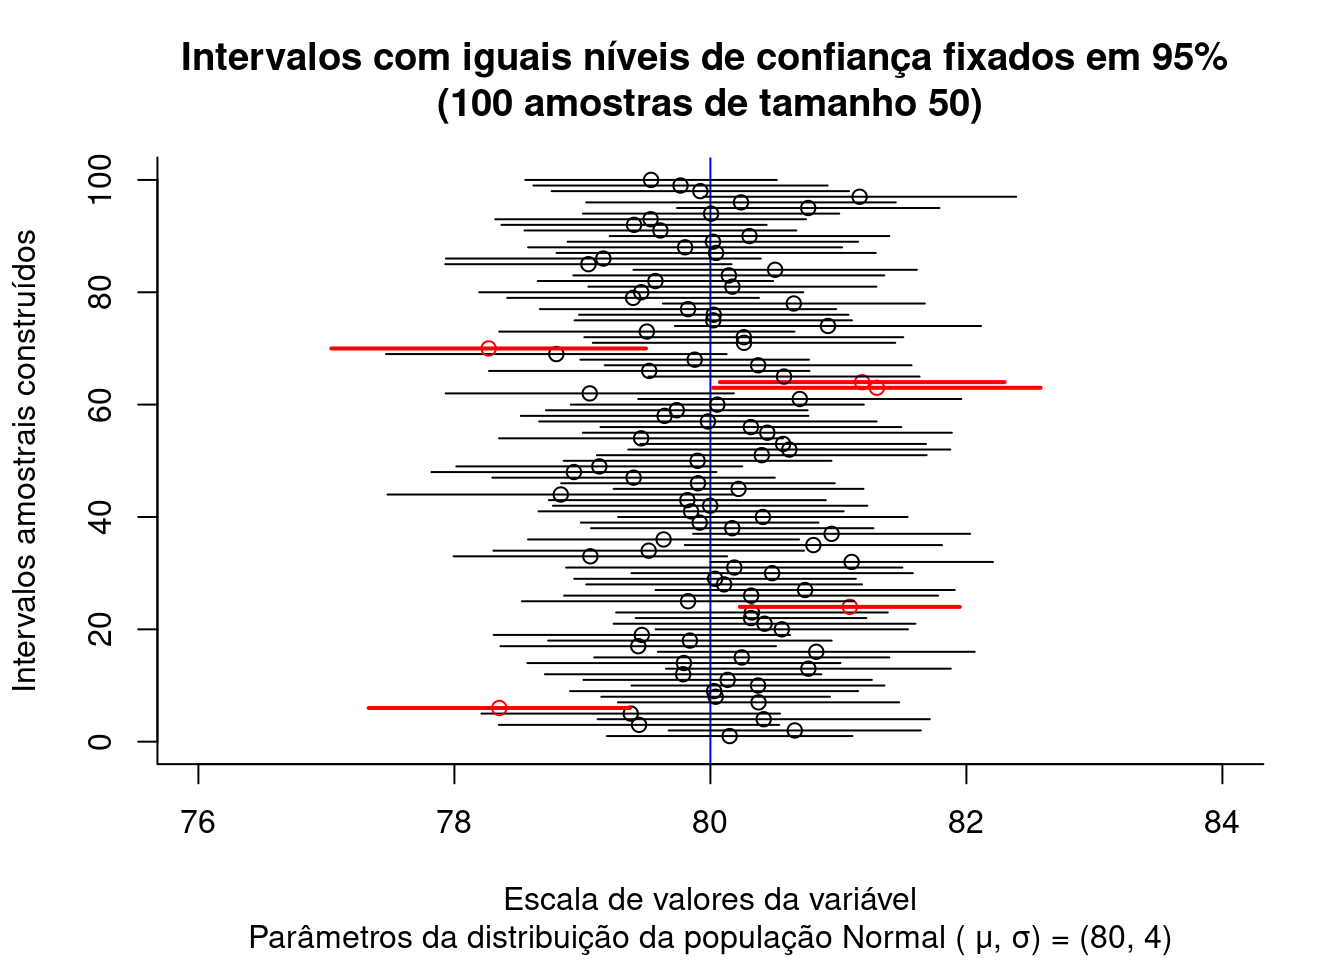 Intervalos com iguais níveis de confiança fixados em 95%
(100 amostras de tamanho 50)
Intervalos amostrais construídos
100
80
60
40
20
0
76 78 80 82 84
Escala de valores da variável
Parâmetros da distribuição da população Normal ( μ, σ) = (80, 4)